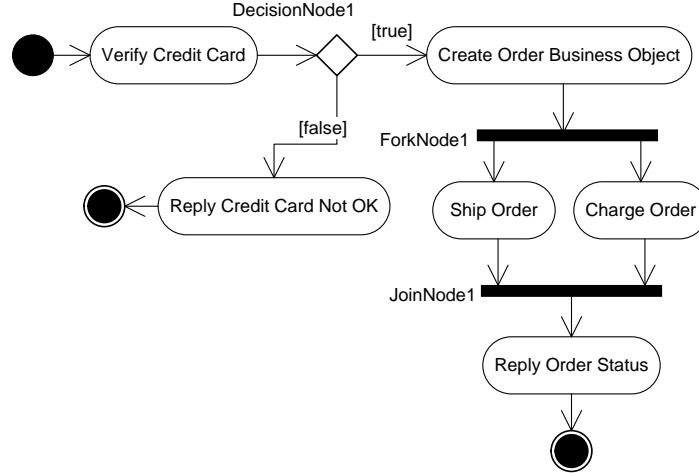 DecisionNode1
[true]
Verify Credit Card
Create Order Business Object
[false]
ForkNode1
Reply Credit Card Not OK
Ship Order
Charge Order
JoinNode1
Reply Order Status